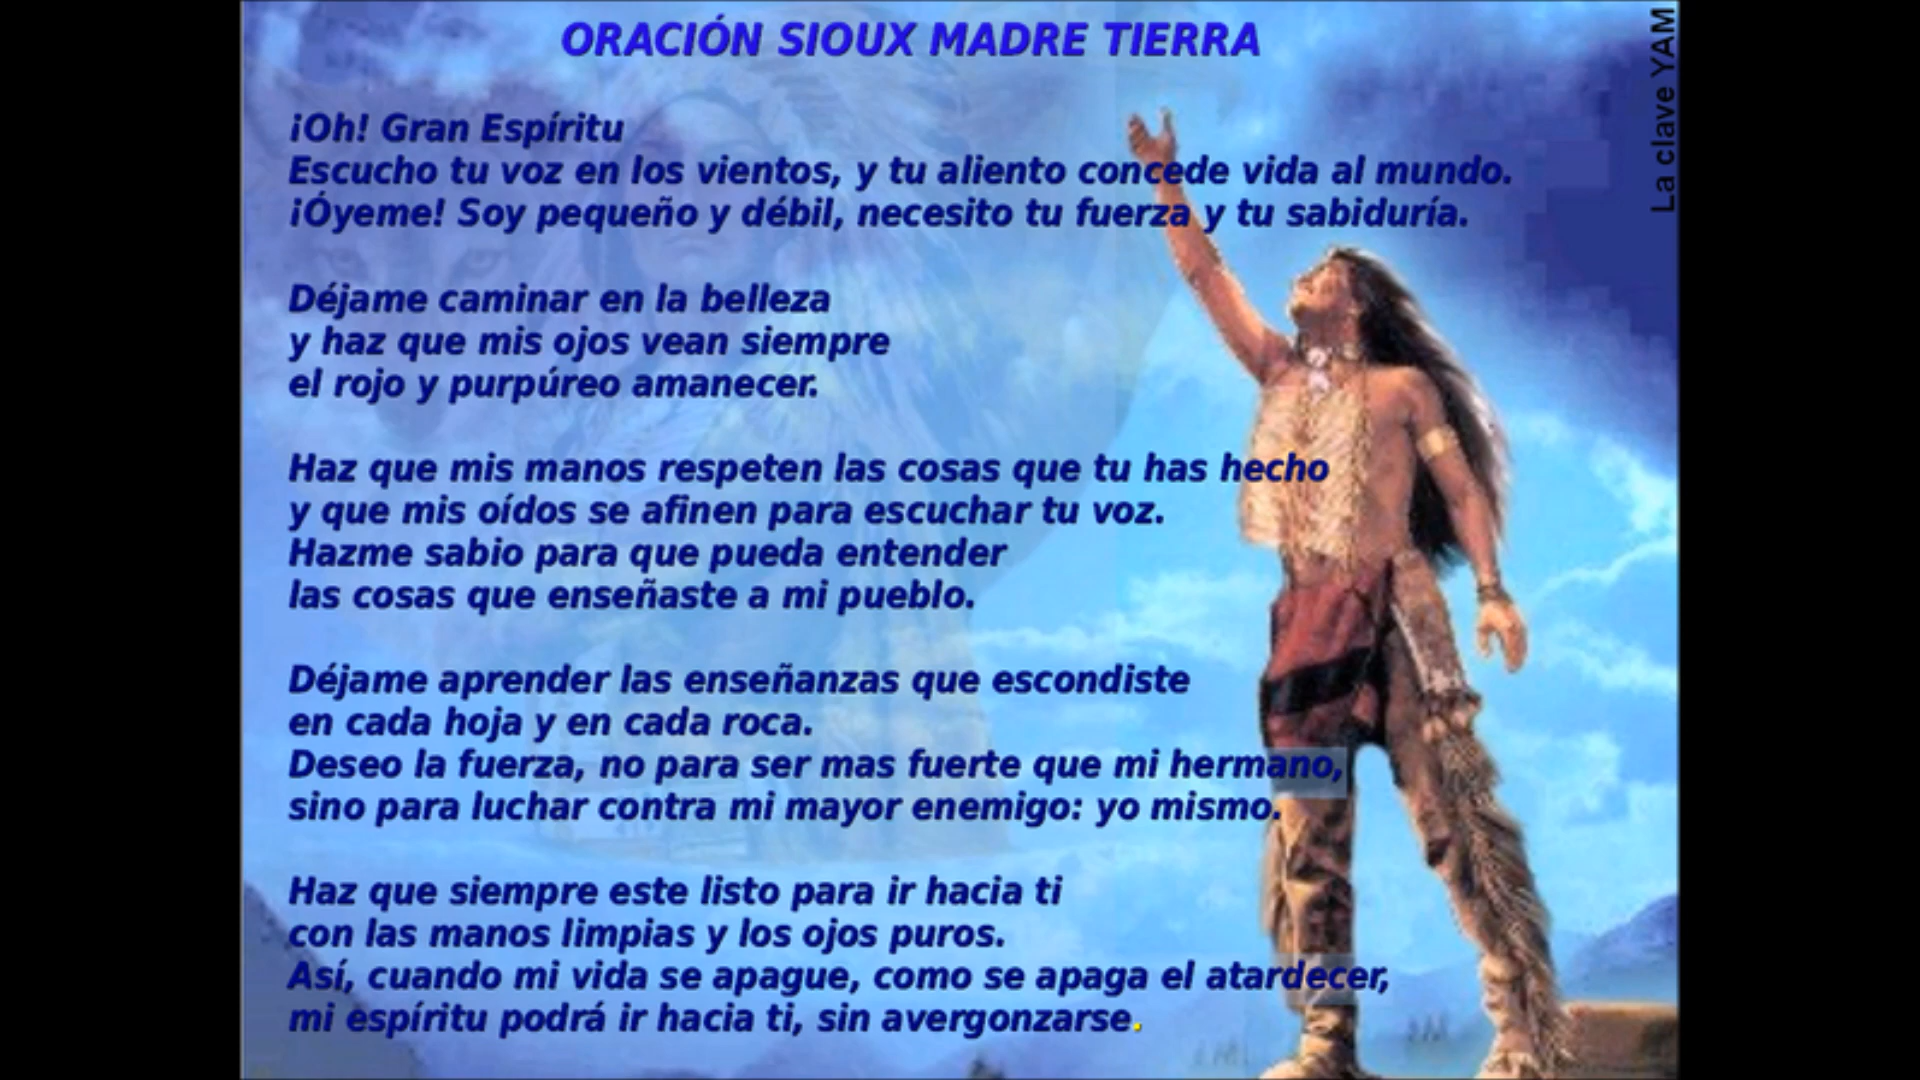 ORACIÓN SIOUX MADRE TIERRA
¡Oh! Gran Espíritu
Escucho tu voz en los vientos, y tu aliento concede vida al mundo.
¡Óyeme! Soy pequeño y débil, necesito tu fuerza y tu sabiduría.
Déjame caminar en la belleza
y haz que mis ojos vean siempre
el rojo y purpúreo amanecer.
Haz que mis manos respeten las cosas que tu has hecho
y que mis oídos se afinen para escuchar tu voz.
Hazme sabio para que pueda entender
las cosas que enseñaste a mi pueblo.
Déjame aprender las enseñanzas que escondiste
en cada hoja y en cada roca.
Deseo la fuerza, no para ser mas fuerte que mi hermano,
sino para luchar contra mi mayor enemigo: yo mismo.
Haz que siempre este listo para ir hacia ti
con las manos limpias y los ojos puros.
Así, cuando mi vida se apague, como se apaga el atardecer,
mi espíritu podrá ir hacia ti, sin avergonzarse.
La clave YAM